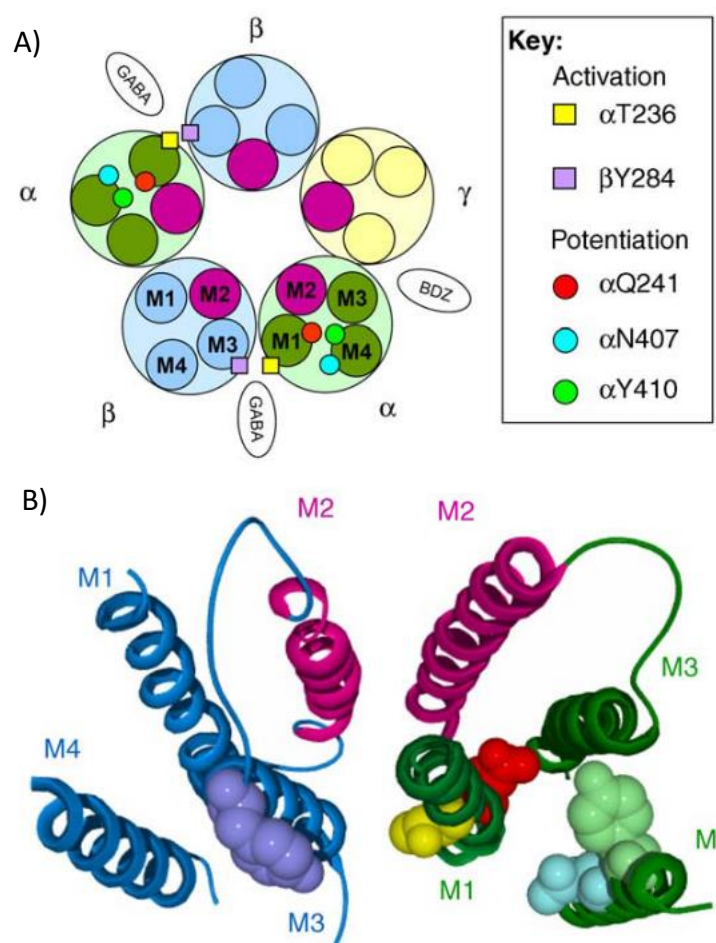 A)
β
GABA
α
γ
BDZ
M1
M2
M2
M3
M3
M1
M4
M4
β
GABA
α
Key:
Activation
αT236
βY284
Potentiation
αQ241
αN407
αY410
B)
M2
M2
M1
M3
M4
M
M1
M3